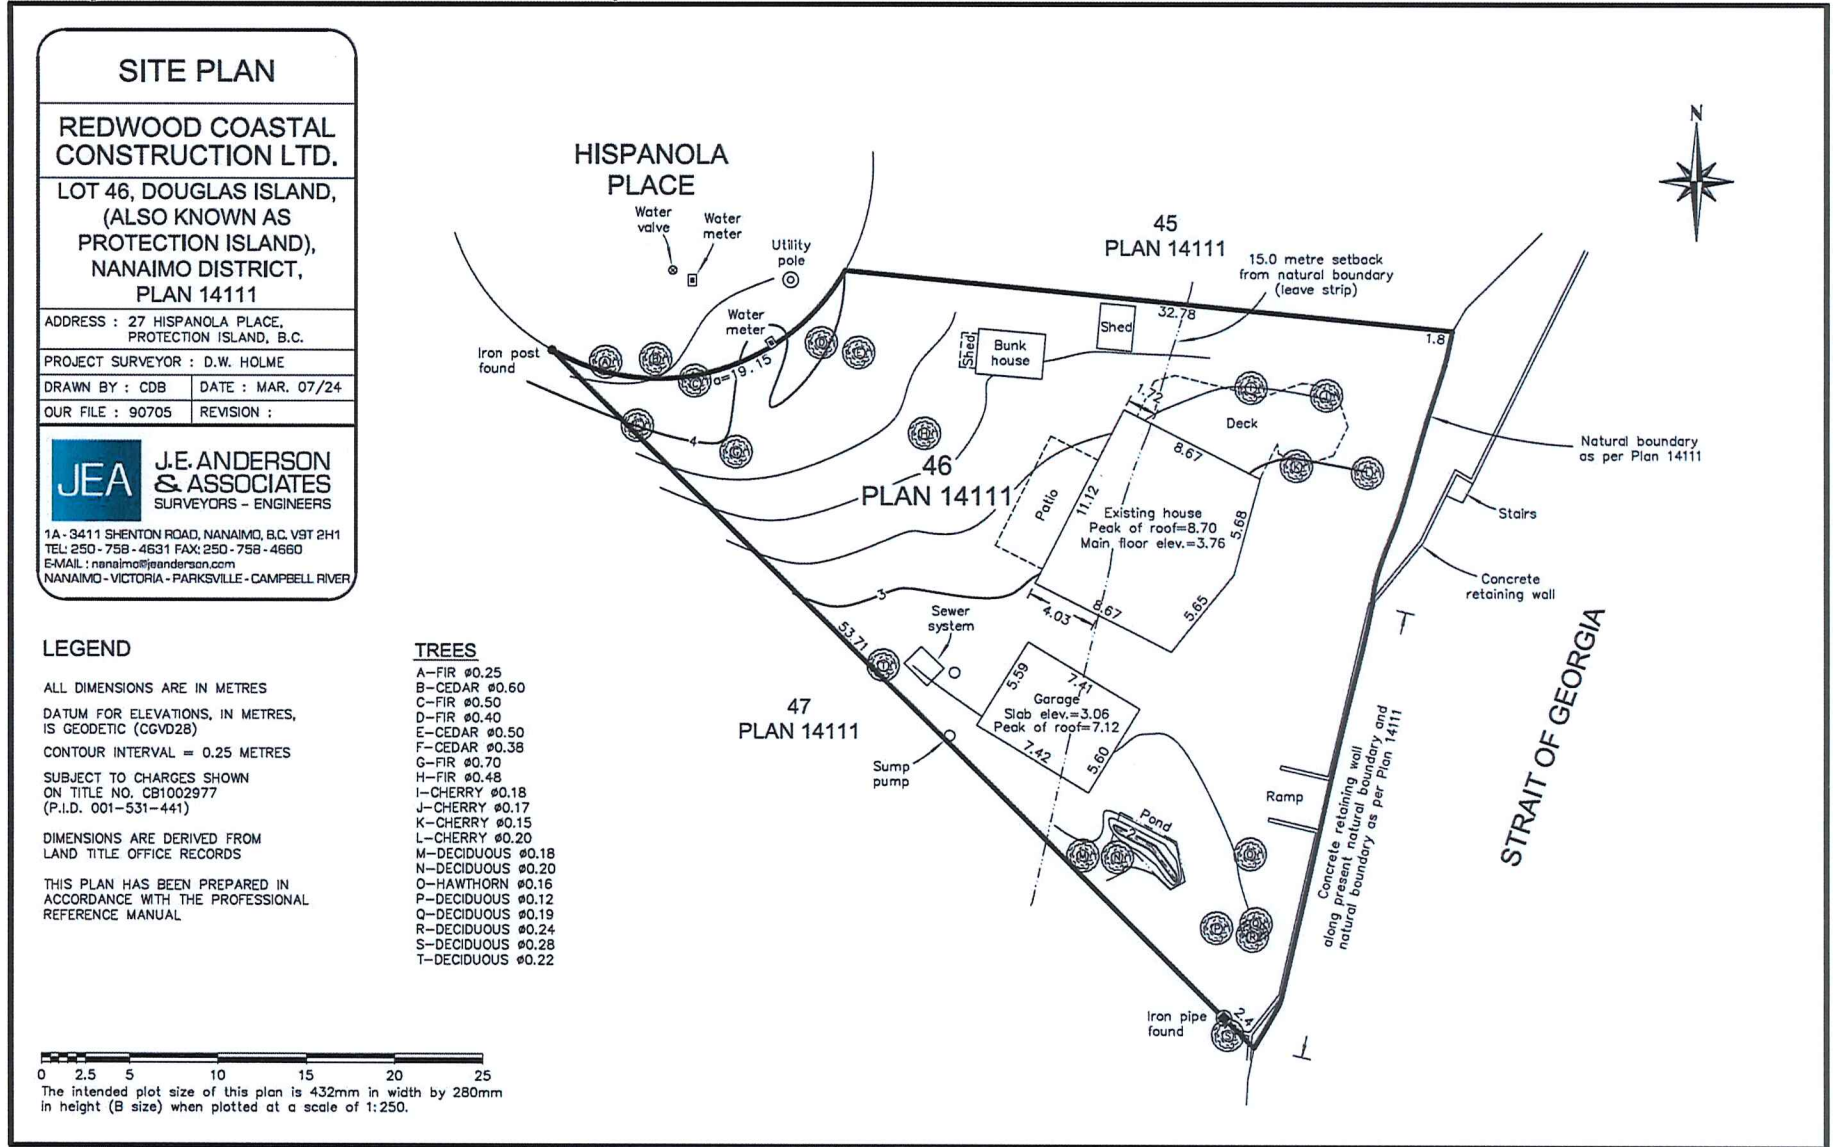 SITE PLAN
REDWOOD COASTAL
CONSTRUCTION LTD.
LOT 46, DOUGLAS ISLAND,
(ALSO KNOWN AS
PROTECTION ISLAND),
NANAIMO DISTRICT,
PLAN 14111
ADDRESS : 27 HISPANOLA PLACE,
PROTECTION ISLAND, B.C.
PROJECT SURVEYOR : D.W. HOLME
DRAWN BY : CDB
DATE : MAR. 07/24
OUR FILE : 90705
REVISION :
JEA
J.E. ANDERSON
& ASSOCIATES
SURVEYORS - ENGINEERS
1A - 3411 SHENTON ROAD, NANAIMO, B.C. V9T 2H1
TEL: 250 - 758 - 4631 FAX: 250 - 758 - 4660
E-MAIL : nanaimo@jeanderson.com
NANAIMO - VICTORIA - PARKSVILLE - CAMPBELL RIVER
LEGEND
ALL DIMENSIONS ARE IN METRES
DATUM FOR ELEVATIONS, IN METRES,
IS GEODETIC (CGVD28)
CONTOUR INTERVAL = 0.25 METRES
SUBJECT TO CHARGES SHOWN
ON TITLE NO. CB1002977
(P.I.D. 001-531-441)
DIMENSIONS ARE DERIVED FROM
LAND TITLE OFFICE RECORDS
THIS PLAN HAS BEEN PREPARED IN
ACCORDANCE WITH THE PROFESSIONAL
REFERENCE MANUAL
TREES
A-FIR ø0.25
B-CEDAR ø0.60
C-FIR ø0.50
D-FIR ø0.40
E-CEDAR ø0.50
F-CEDAR ø0.38
G-FIR ø0.70
H-FIR ø0.48
I-CHERRY ø0.18
J-CHERRY ø0.17
K-CHERRY ø0.15
L-CHERRY ø0.20
M-DECIDUOUS ø0.18
N-DECIDUOUS ø0.20
O-HAWTHORN ø0.16
P-DECIDUOUS ø0.12
Q-DECIDUOUS ø0.19
R-DECIDUOUS ø0.24
S-DECIDUOUS ø0.28
T-DECIDUOUS ø0.22
0 2.5 5 10 15 20 25
The intended plot size of this plan is 432mm in width by 280mm
in height (B size) when plotted at a scale of 1:250.
HISPANOLA
PLACE
Water
valve
Water
meter
Utility
pole
Water
meter
Iron post
found
a=19.15
A
B
C
D
E
G
H
4
45
PLAN 14111
15.0 metre setback
from natural boundary
(leave strip)
N
32.78
1.8
Shed
Shed
Bunk
house
46
PLAN 14111
1.72
Deck
8.67
K
Patio
11.12
Existing house
Peak of roof=8.70
Main floor elev.=3.76
5.68
5.65
8.67
4.03
Natural boundary
as per Plan 14111
Stairs
Concrete
retaining wall
3
53.71
T
Sewer
system
47
PLAN 14111
5.59
7.41
Garage
Slab elev.=3.06
Peak of roof=7.12
7.42
5.60
Sump
pump
Pond
2
M
N
O
P
Q
R
Ramp
Concrete retaining wall
along present natural boundary and
natural boundary as per Plan 14111
STRAIT OF GEORGIA
Iron pipe
found
2.4
S